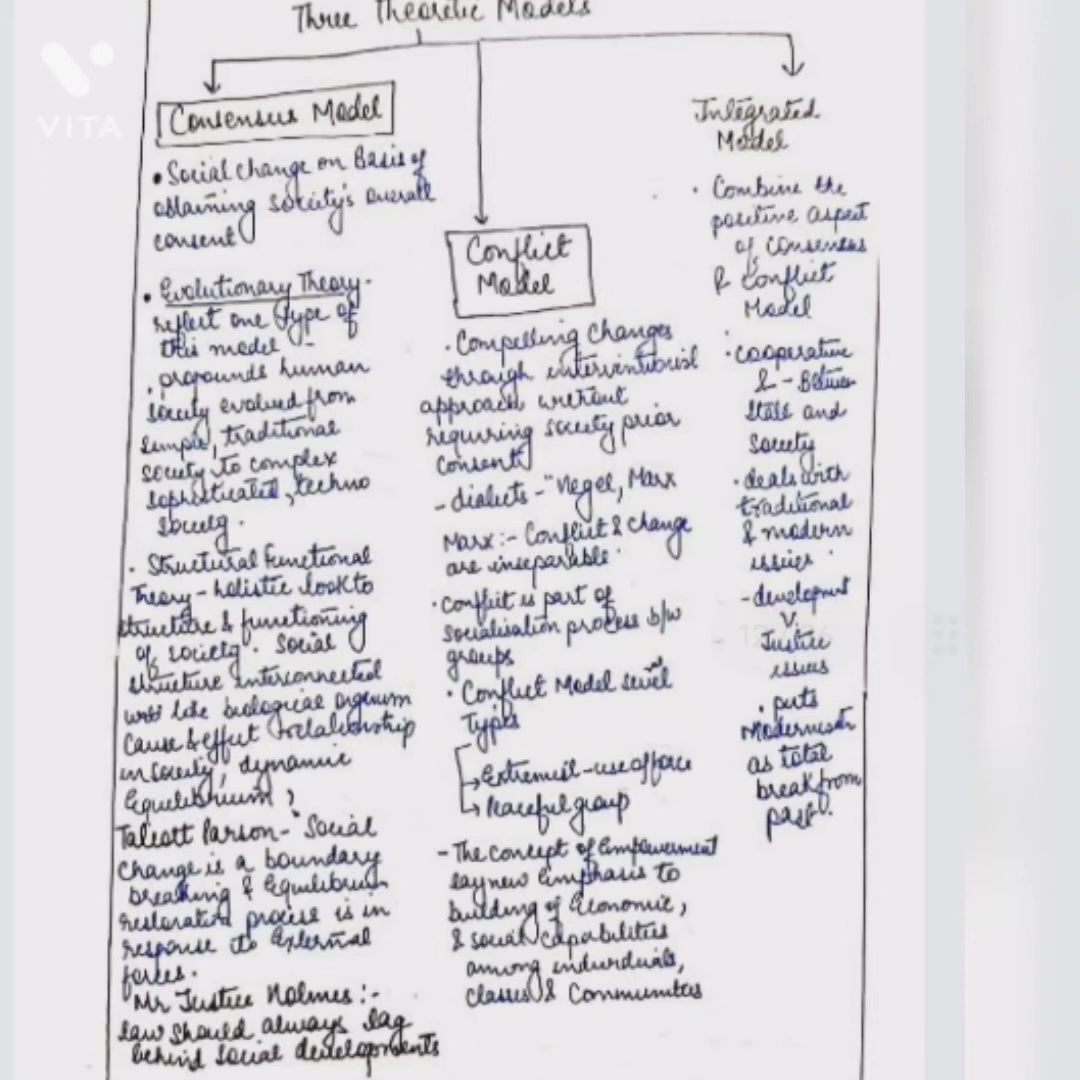 Three Theoretic Models
VITA
Consensus Model
• Social change on Basis of
obtaining society's overall
consent
• Evolutionary Theory -
reflect one type of
this model -
. propounds human
society evolved from
simple, traditional
society to complex
sophisticated, techno
society.
. Structural functional
Theory - holistic look to
structure & functioning
of society. Social
structure interconnected
like biological organism
Cause & effect relationship
in society, dynamic
Equilibrium,
Talcott Parson - "Social
Change is a boundary
breaking & Equilibrium
restoration process is in
response to External
forces.
Mr Justice Holmes :-
law should always lag
behind social developments
Conflict
Model
. Compelling Changes
through interventionist
approach without
requiring society prior
consent
- dialects - Hegel, Marx
Marx :- Conflict & Change
are inseparable
. Conflict is part of
socialisation process b/w
groups
. Conflict Model
Types
→ Extremist - use of force
→ Peaceful group
- The concept of Empowerment
lay new Emphasis to
building of Economic,
& social capabilities
among individuals,
classes & Communities
Integrated
Model
. Combine the
positive aspect
of consensus
& Conflict
Model
. cooperative
& - Between
State and
Society
. deals with
traditional
& modern
issues
- development
v.
Justice
issues
. puts
Modernisation
as total
break from
past.